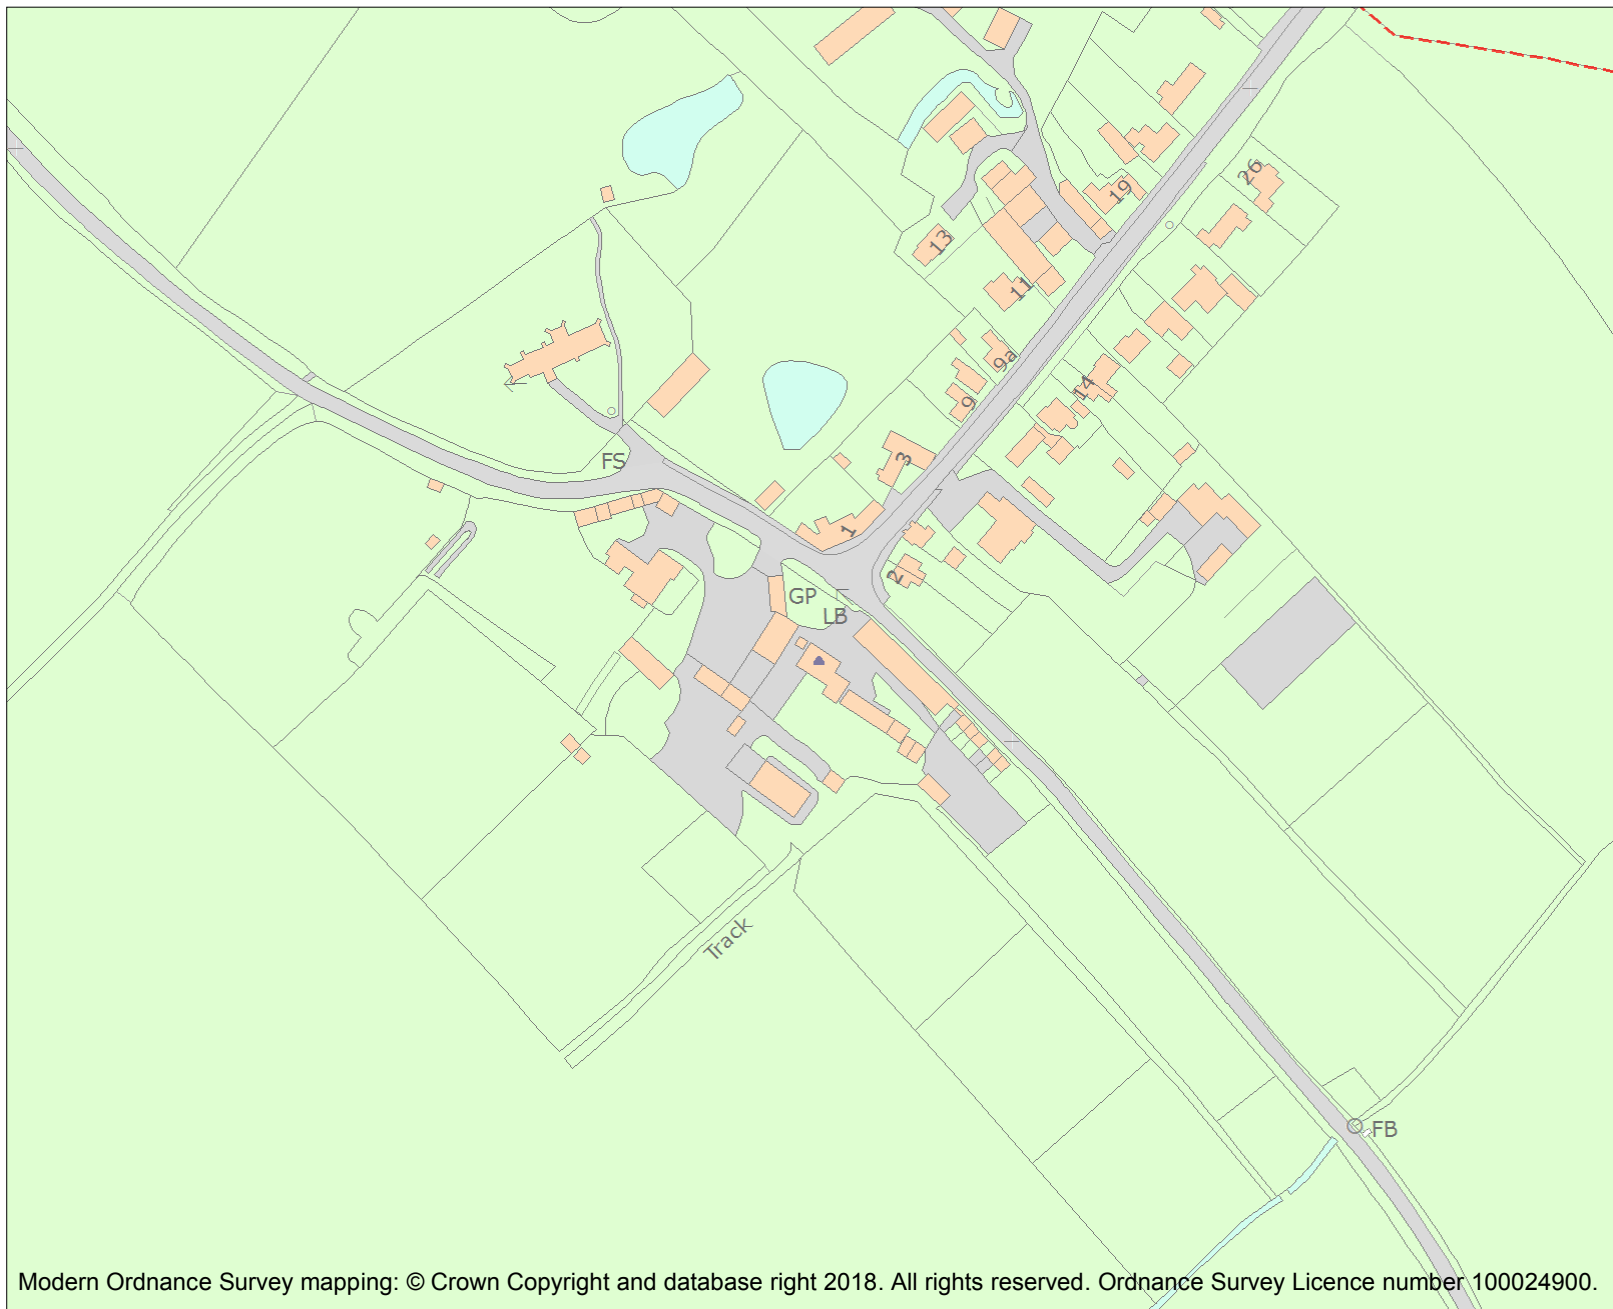 26
19
13
11
9a
14
9
3
FS
1
2
GP
LB
Track
FB
Modern Ordnance Survey mapping: © Crown Copyright and database right 2018. All rights reserved. Ordnance Survey Licence number 100024900.